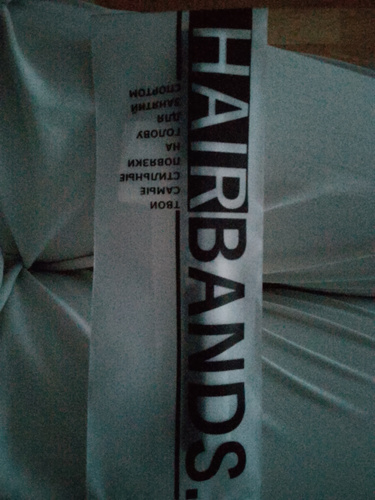 HAIRBANDS.
ТВОИ
САМЫЕ
СТИЛЬНЫЕ
ПОВЯЗКИ
НА
ГОЛОВУ
ДЛЯ
ЗАНЯТИЙ
СПОРТОМ